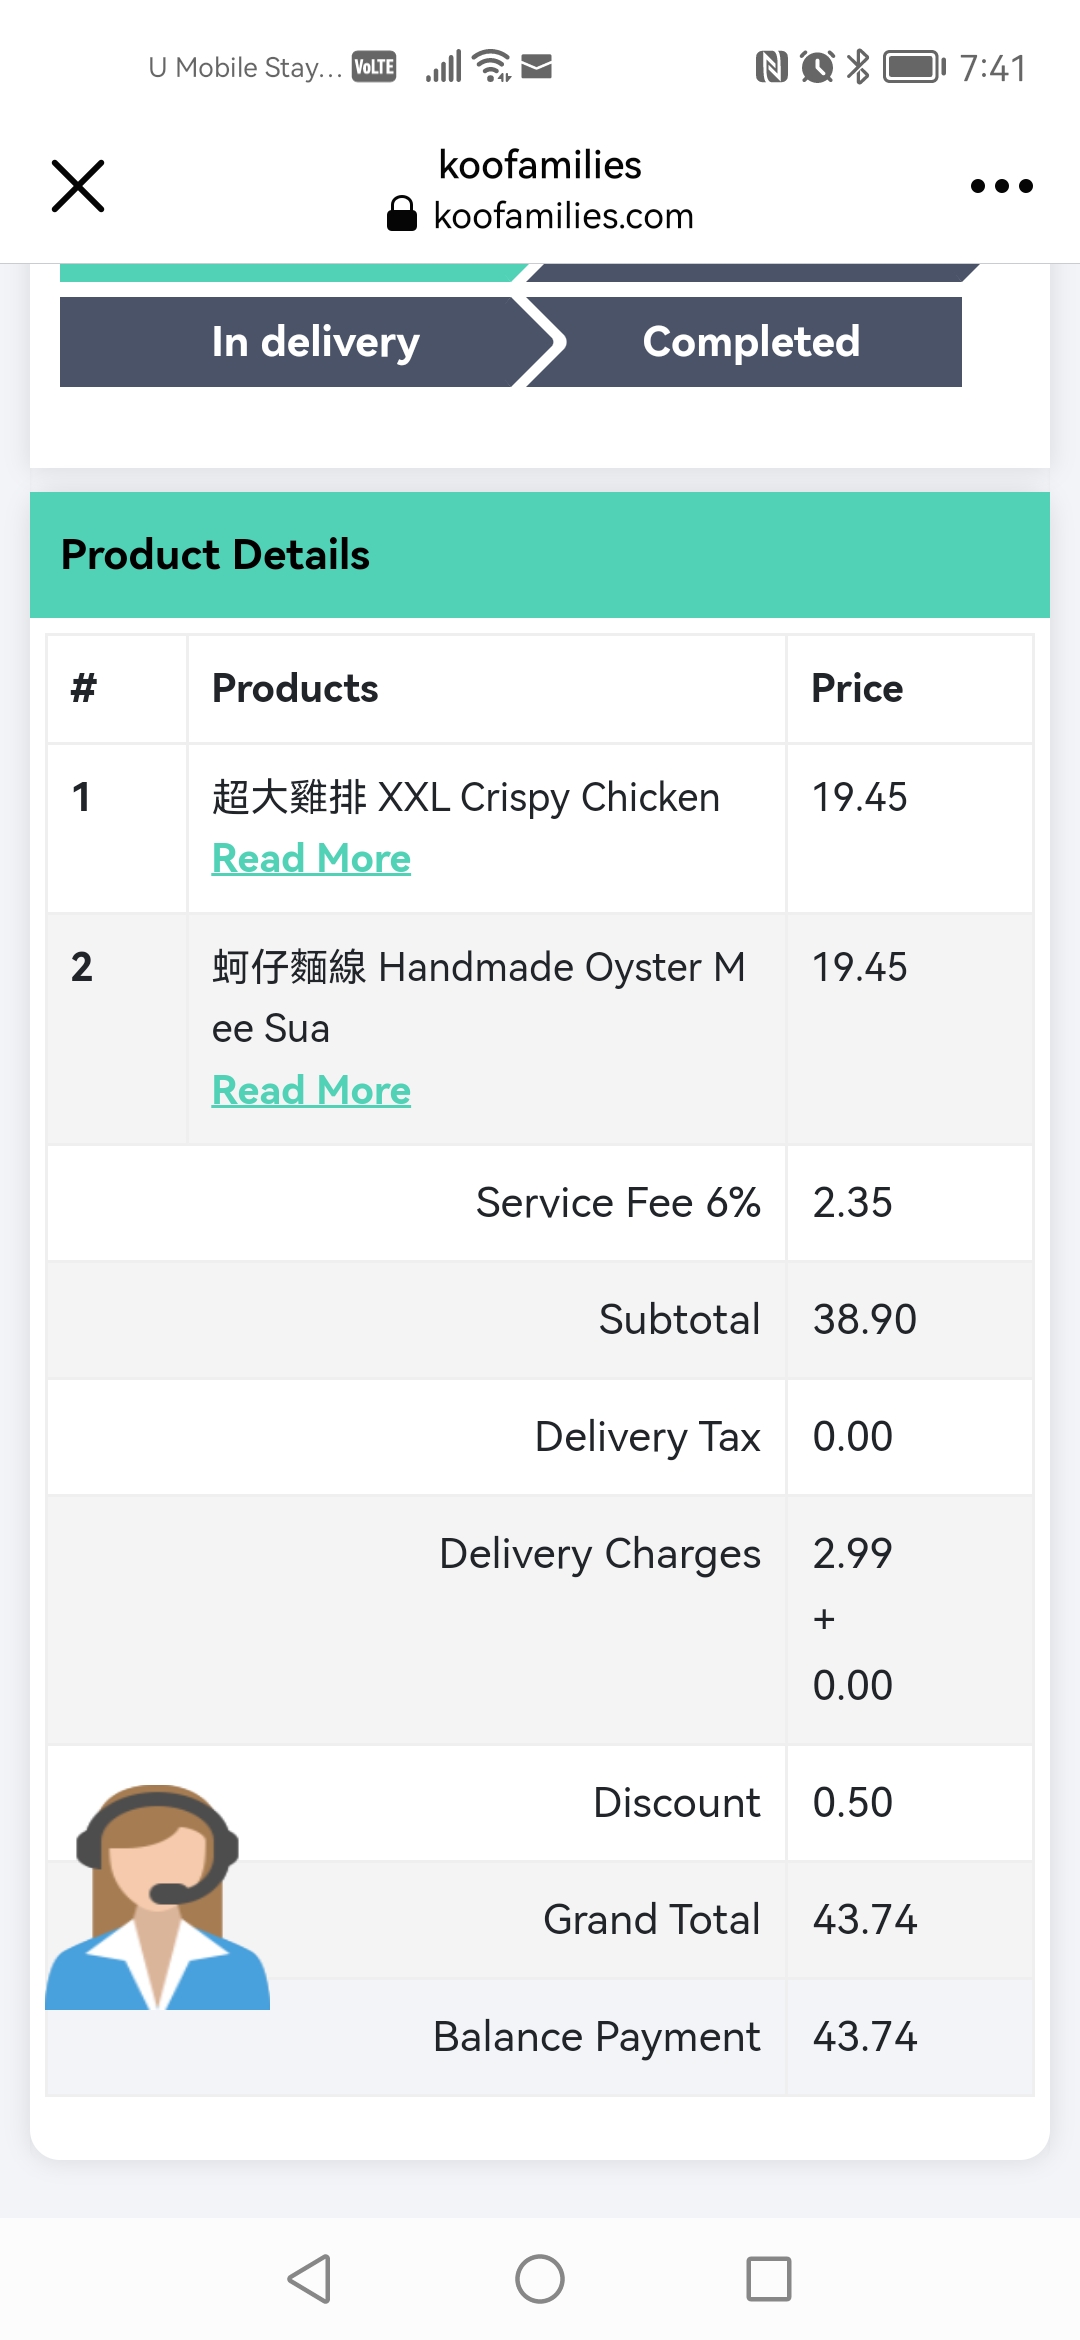 U Mobile Stay... VoLTE 7:41
koofamilies
koofamilies.com
In delivery Completed
Product Details
# Products Price
1 超大雞排 XXL Crispy Chicken 19.45
Read More
2 蚵仔麵線 Handmade Oyster M 19.45
ee Sua
Read More
Service Fee 6% 2.35
Subtotal 38.90
Delivery Tax 0.00
Delivery Charges 2.99
+
0.00
Discount 0.50
Grand Total 43.74
Balance Payment 43.74